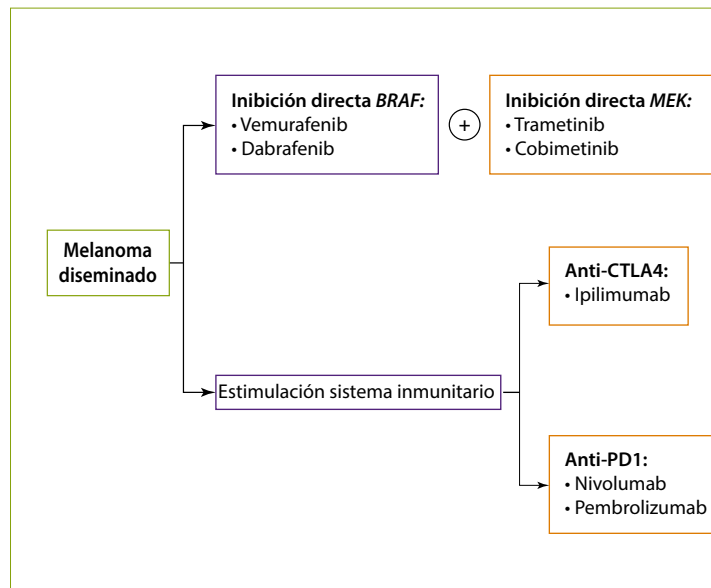 Inibición directa BRAF:
• Vemurafenib
• Dabrafenib
+
Inibición directa MEK:
• Trametinib
• Cobimetinib
Melanoma
diseminado
Anti-CTLA4:
• Ipilimumab
Estimulación sistema inmunitario
Anti-PD1:
• Nivolumab
• Pembrolizumab